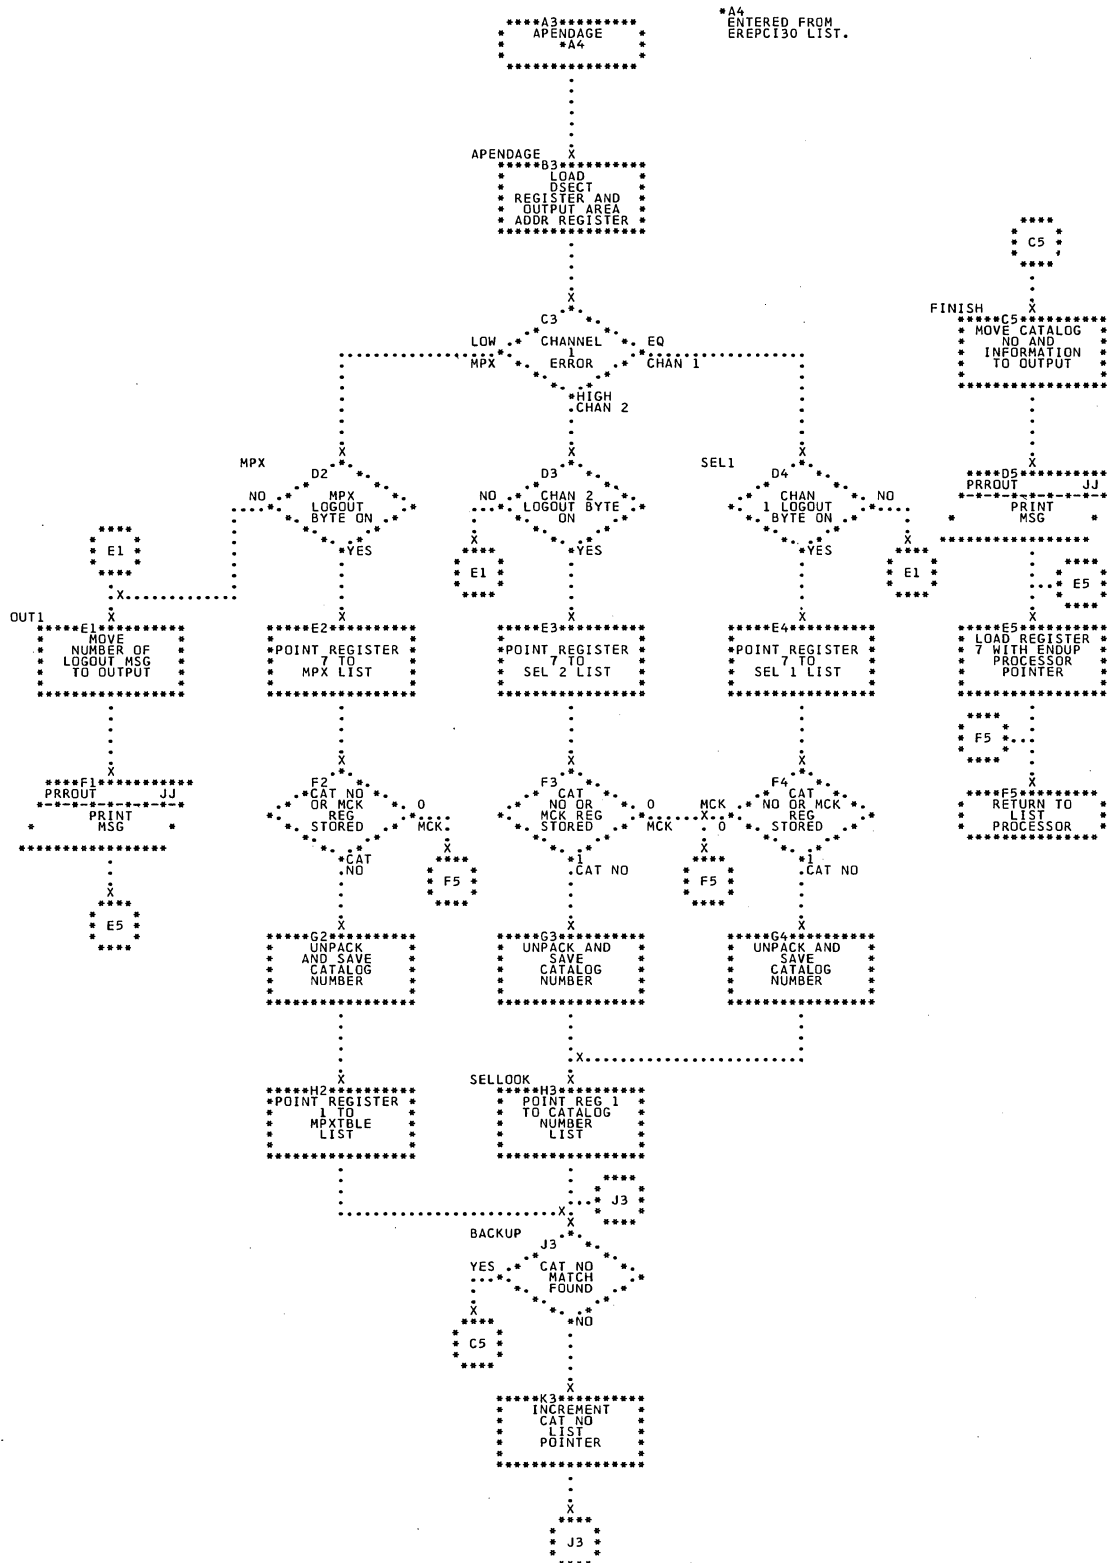 A3
APENDAGE
*A4
*A4
ENTERED FROM
EREPCI30 LIST.
APENDAGE
B3
LOAD
DSECT
REGISTER AND
OUTPUT AREA
ADDR REGISTER
C5
C3
CHANNEL
1
ERROR
LOW
MPX
EQ
CHAN 1
HIGH
CHAN 2
FINISH
C5
MOVE CATALOG
NO AND
INFORMATION
TO OUTPUT
MPX
D2
MPX
LOGOUT
BYTE ON
NO
YES
D3
CHAN 2
LOGOUT BYTE
ON
NO
YES
E1
SEL1
D4
CHAN
1 LOGOUT
BYTE ON
NO
YES
E1
D5
PRROUT JJ
PRINT
MSG
E1
E5
OUT1
E1
MOVE
NUMBER OF
LOGOUT MSG
TO OUTPUT
E2
POINT REGISTER
7 TO
MPX LIST
E3
POINT REGISTER
7 TO
SEL 2 LIST
E4
POINT REGISTER
7 TO
SEL 1 LIST
E5
LOAD REGISTER
7 WITH ENDUP
PROCESSOR
POINTER
F5
F1
PRROUT JJ
PRINT
MSG
F2
CAT NO
OR MCK
REG
STORED
0
MCK
CAT
NO
F5
F3
CAT
NO OR
MCK REG
STORED
0
MCK
1
CAT NO
F5
F4
CAT
NO OR MCK
REG
STORED
MCK
0
1
CAT NO
F5
RETURN TO
LIST
PROCESSOR
E5
G2
UNPACK
AND SAVE
CATALOG
NUMBER
G3
UNPACK AND
SAVE
CATALOG
NUMBER
G4
UNPACK AND
SAVE
CATALOG
NUMBER
H2
POINT REGISTER
1 TO
MPXTBLE
LIST
SELLOOK
H3
POINT REG 1
TO CATALOG
NUMBER
LIST
J3
BACKUP
J3
CAT NO
MATCH
FOUND
YES
NO
C5
K3
INCREMENT
CAT NO
LIST
POINTER
J3